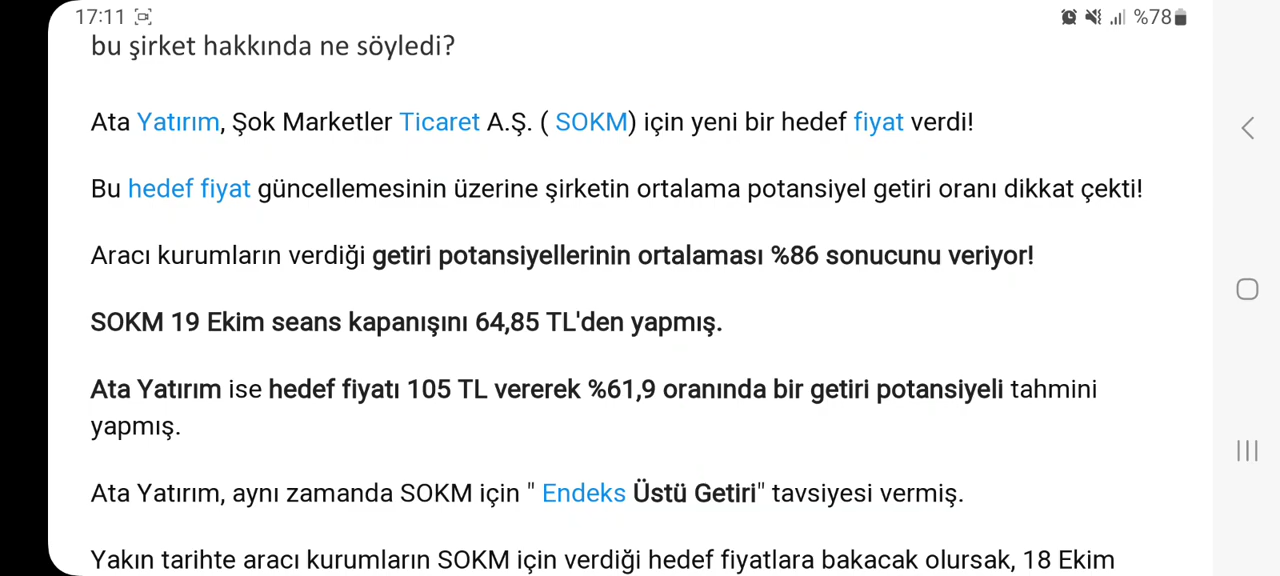 17:11 %78
bu şirket hakkında ne söyledi?
Ata Yatırım, Şok Marketler Ticaret A.Ş. ( SOKM) için yeni bir hedef fiyat verdi!
Bu hedef fiyat güncellemesinin üzerine şirketin ortalama potansiyel getiri oranı dikkat çekti!
Aracı kurumların verdiği getiri potansiyellerinin ortalaması %86 sonucunu veriyor!
SOKM 19 Ekim seans kapanışını 64,85 TL'den yapmış.
Ata Yatırım ise hedef fiyatı 105 TL vererek %61,9 oranında bir getiri potansiyeli tahmini
yapmış.
Ata Yatırım, aynı zamanda SOKM için " Endeks Üstü Getiri" tavsiyesi vermiş.
Yakın tarihte aracı kurumların SOKM için verdiği hedef fiyatlara bakacak olursak, 18 Ekim